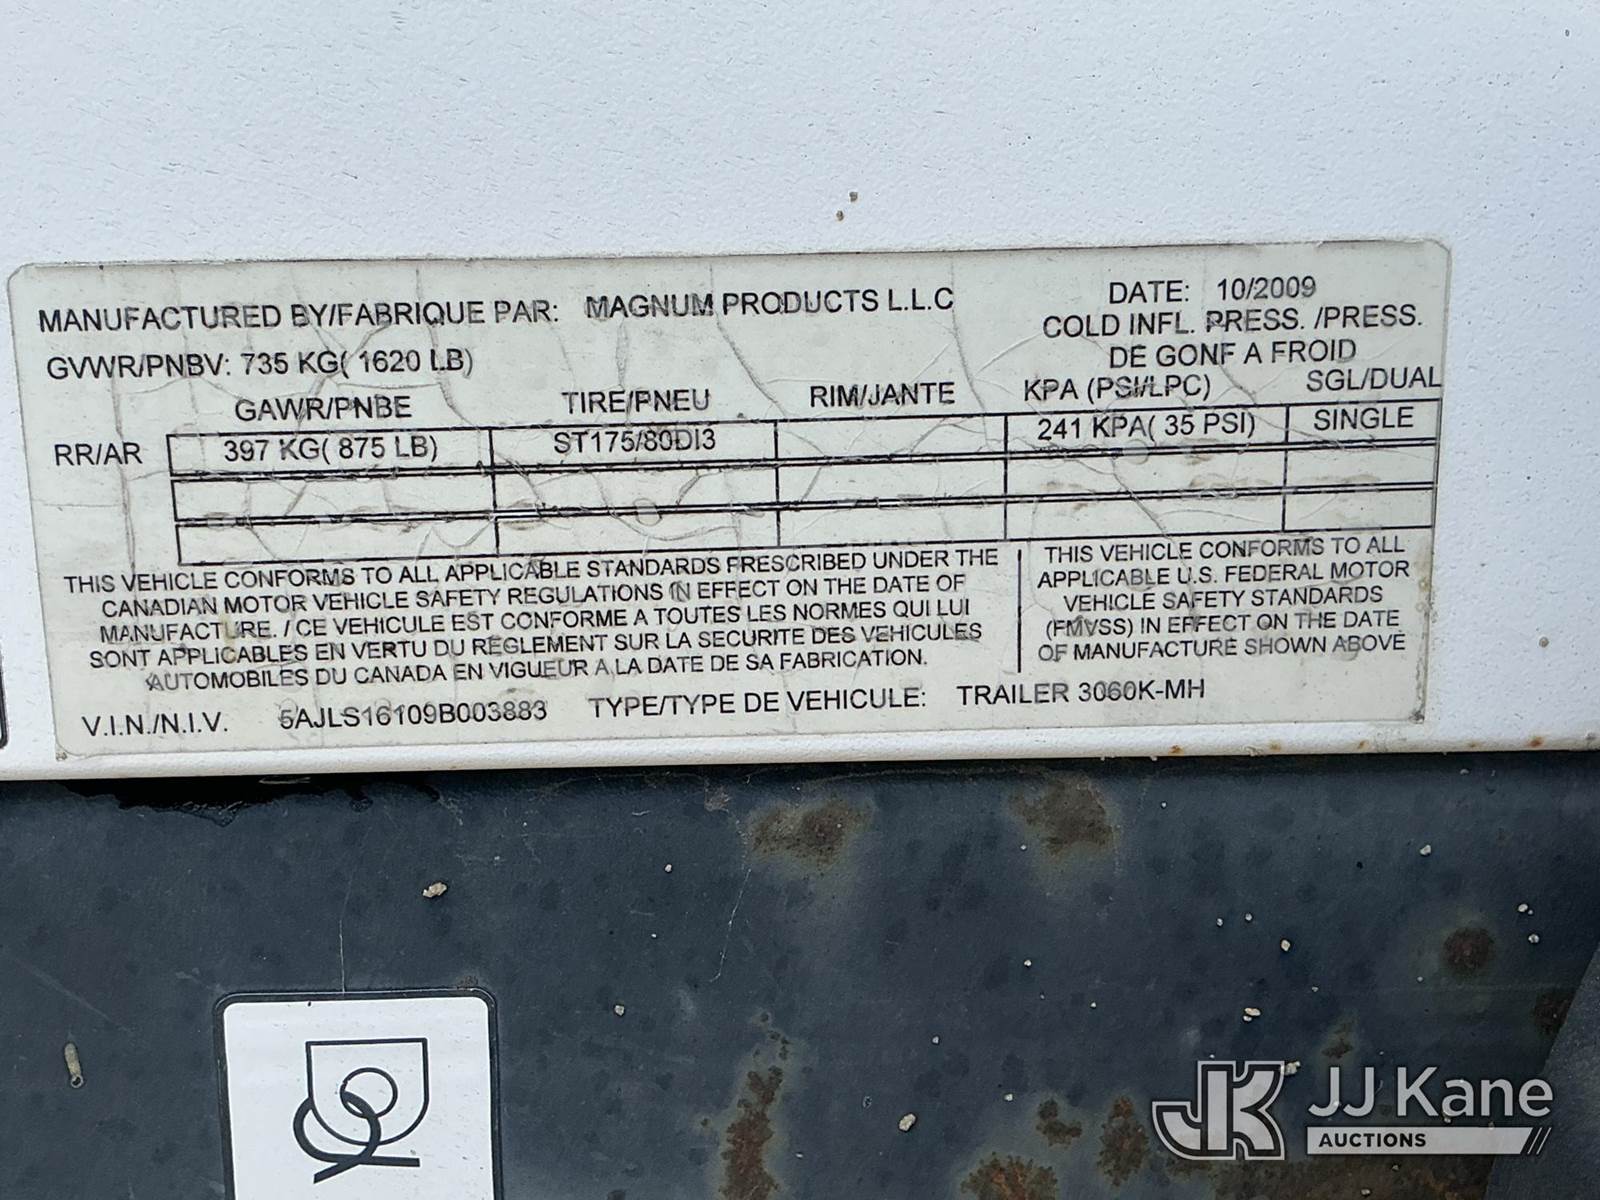 MANUFACTURED BY/FABRIQUE PAR: MAGNUM PRODUCTS L.L.C
DATE: 10/2009
GVWR/PNBV: 735 KG( 1620 LB)
COLD INFL. PRESS. /PRESS.
DE GONF A FROID
GAWR/PNBE TIRE/PNEU RIM/JANTE KPA (PSI/LPC) SGL/DUAL
RR/AR 397 KG( 875 LB) ST175/80DI3 241 KPA( 35 PSI) SINGLE
THIS VEHICLE CONFORMS TO ALL APPLICABLE STANDARDS PRESCRIBED UNDER THE
CANADIAN MOTOR VEHICLE SAFETY REGULATIONS IN EFFECT ON THE DATE OF
MANUFACTURE. / CE VEHICULE EST CONFORME A TOUTES LES NORMES QUI LUI
SONT APPLICABLES EN VERTU DU REGLEMENT SUR LA SECURITE DES VEHICULES
AUTOMOBILES DU CANADA EN VIGUEUR A LA DATE DE SA FABRICATION.
THIS VEHICLE CONFORMS TO ALL
APPLICABLE U.S. FEDERAL MOTOR
VEHICLE SAFETY STANDARDS
(FMVSS) IN EFFECT ON THE DATE
OF MANUFACTURE SHOWN ABOVE
V.I.N./N.I.V. 5AJLS16109B003883 TYPE/TYPE DE VEHICULE: TRAILER 3060K-MH
JK JJ Kane
AUCTIONS